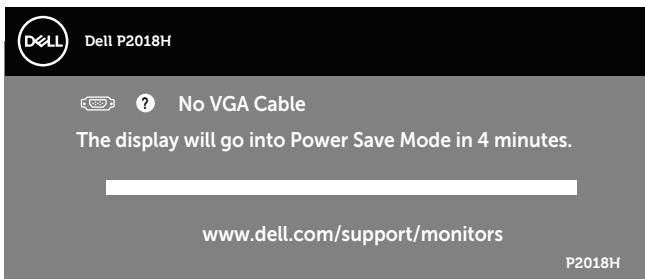 DELL
Dell P2018H
? No VGA Cable
The display will go into Power Save Mode in 4 minutes.
www.dell.com/support/monitors
P2018H